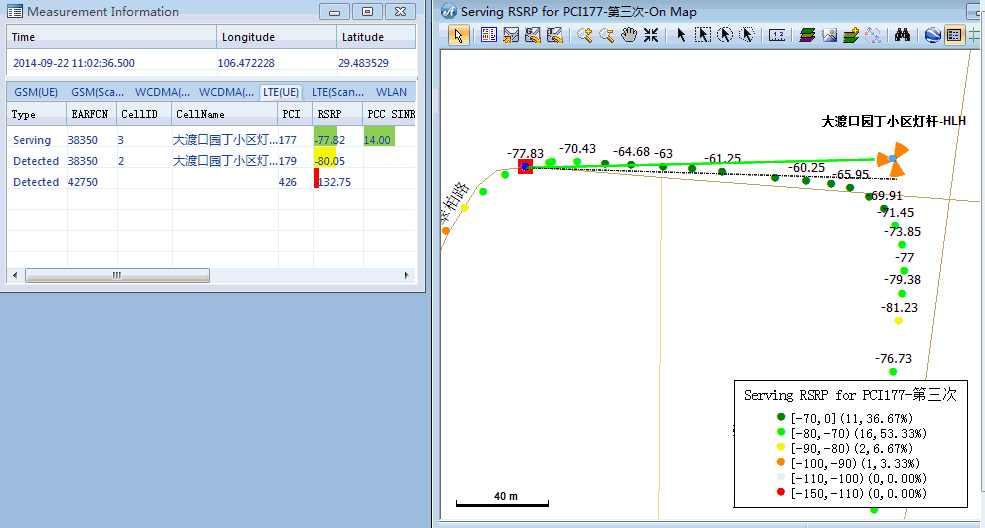 Measurement Information
Time Longitude Latitude
2014-09-22 11:02:36.500 106.472228 29.483529
GSM(UE) GSM(Sca... WCDMA(... WCDMA(... LTE(UE) LTE(Scan... WLAN
Type EARFCN CellID CellName PCI RSRP PCC SINR
Serving 38350 3 大渡口园丁小区灯... 177 -77.82 14.00
Detected 38350 2 大渡口园丁小区灯... 179 -80.05
Detected 42750 426 -132.75
Serving RSRP for PCI177-第三次-On Map
1.2
大渡口园丁小区灯杆-HLH
-77.83
-70.43
-64.68
-63
-61.25
-60.25
-65.95
-69.91
-71.45
-73.85
-77
-79.38
-81.23
-76.73
翠柏路
Serving RSRP for PCI177-第三次
[-70,0] (11,36.67%)
[-80,-70) (16,53.33%)
[-90,-80) (2,6.67%)
[-100,-90) (1,3.33%)
[-110,-100) (0,0.00%)
[-150,-110) (0,0.00%)
40 m